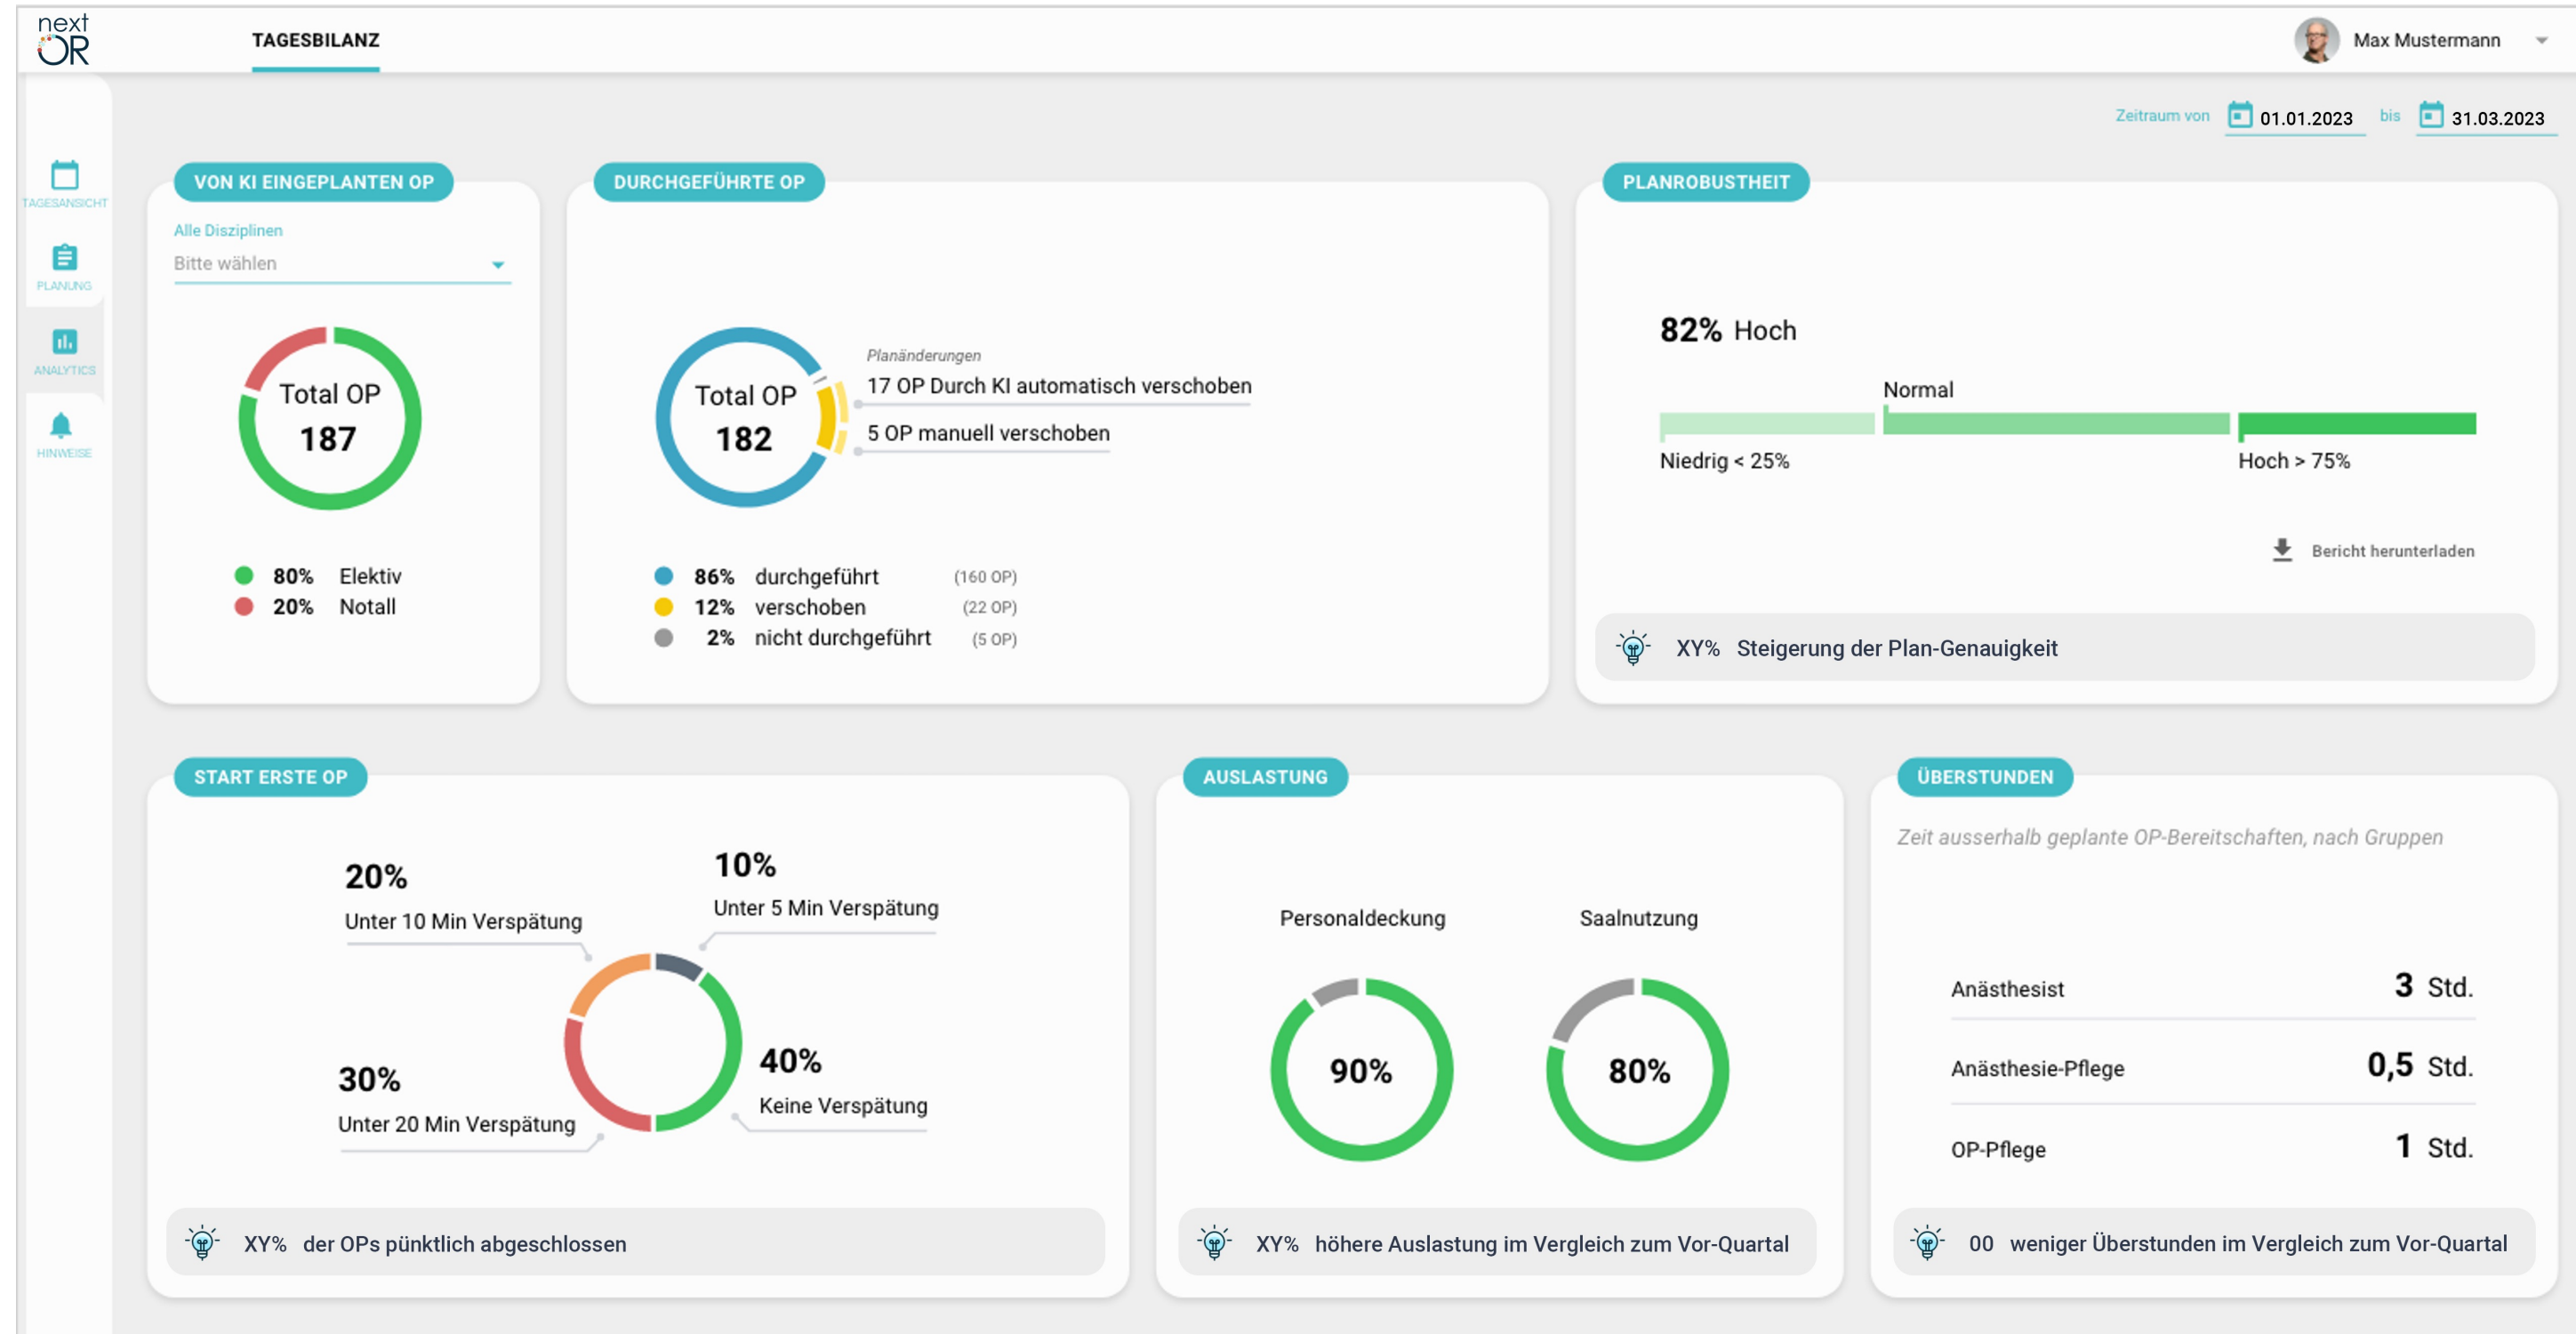 next
OR
TAGESBILANZ
Max Mustermann
Zeitraum von 01.01.2023 bis 31.03.2023
TAGESANSICHT
PLANUNG
ANALYTICS
HINWEISE
VON KI EINGEPLANTEN OP
Alle Disziplinen
Bitte wählen
Total OP
187
80% Elektiv
20% Notall
DURCHGEFÜHRTE OP
Total OP
182
Planänderungen
17 OP Durch KI automatisch verschoben
5 OP manuell verschoben
86% durchgeführt (160 OP)
12% verschoben (22 OP)
2% nicht durchgeführt (5 OP)
PLANROBUSTHEIT
82% Hoch
Normal
Niedrig < 25%
Hoch > 75%
Bericht herunterladen
XY% Steigerung der Plan-Genauigkeit
START ERSTE OP
20%
Unter 10 Min Verspätung
10%
Unter 5 Min Verspätung
30%
Unter 20 Min Verspätung
40%
Keine Verspätung
XY% der OPs pünktlich abgeschlossen
AUSLASTUNG
Personaldeckung
90%
Saalnutzung
80%
XY% höhere Auslastung im Vergleich zum Vor-Quartal
ÜBERSTUNDEN
Zeit ausserhalb geplante OP-Bereitschaften, nach Gruppen
Anästhesist 3 Std.
Anästhesie-Pflege 0,5 Std.
OP-Pflege 1 Std.
00 weniger Überstunden im Vergleich zum Vor-Quartal